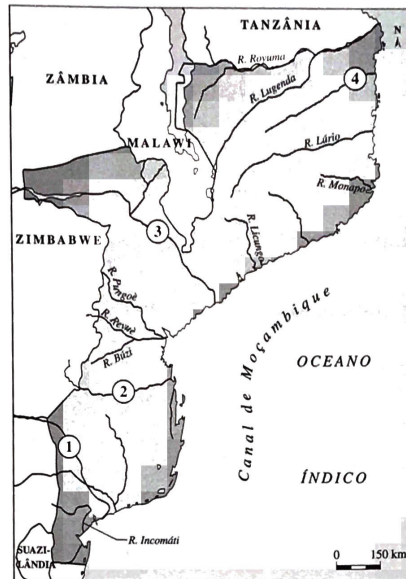 TANZÂNIA
N
R. Rovuma
ZÂMBIA
R. Lugenda
4
MALAWI
R. Lúrio
R. Monapo
3
ZIMBABWE
R. Licungo
R. Pungoè
R. Revuè
R. Búzi
Canal de Moçambique
OCEANO
2
1
ÍNDICO
SUAZI-
LÂNDIA
R. Incomáti
0 150 km